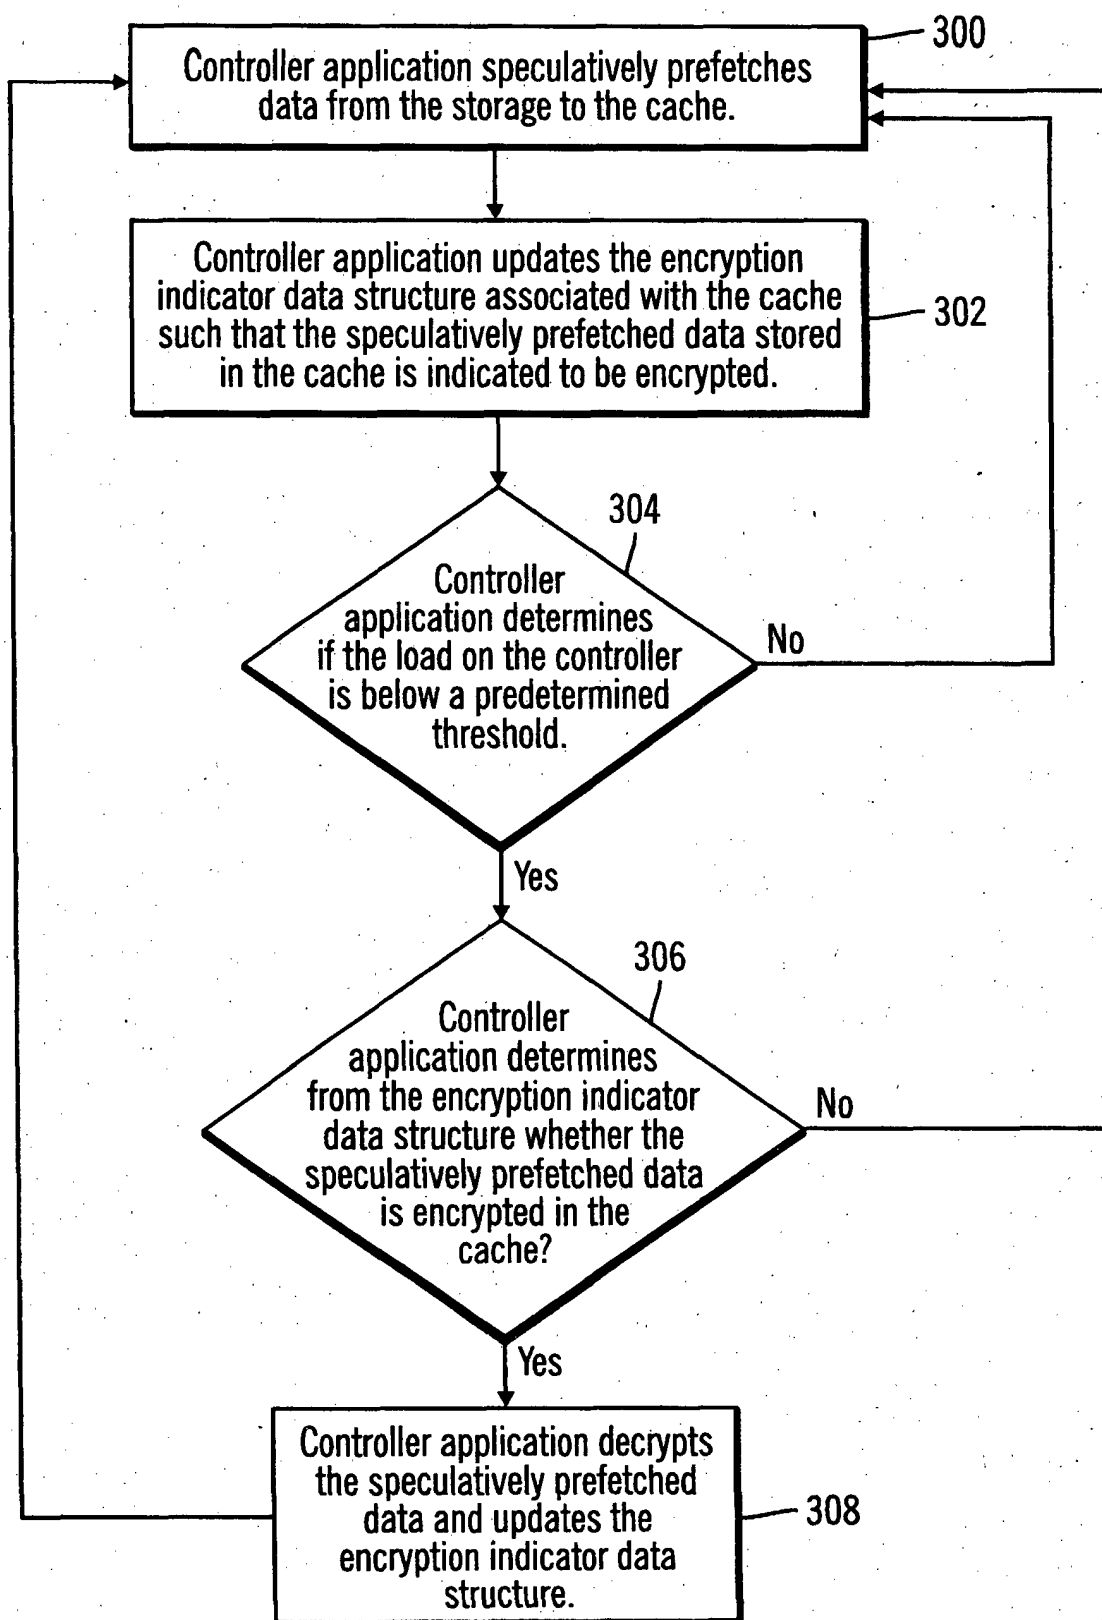 300
Controller application speculatively prefetches
data from the storage to the cache.
Controller application updates the encryption
indicator data structure associated with the cache
such that the speculatively prefetched data stored
in the cache is indicated to be encrypted.
302
304
Controller
application determines
if the load on the controller
is below a predetermined
threshold.
No
Yes
306
Controller
application determines
from the encryption indicator
data structure whether the
speculatively prefetched data
is encrypted in the
cache?
No
Yes
Controller application decrypts
the speculatively prefetched
data and updates the
encryption indicator data
structure.
308